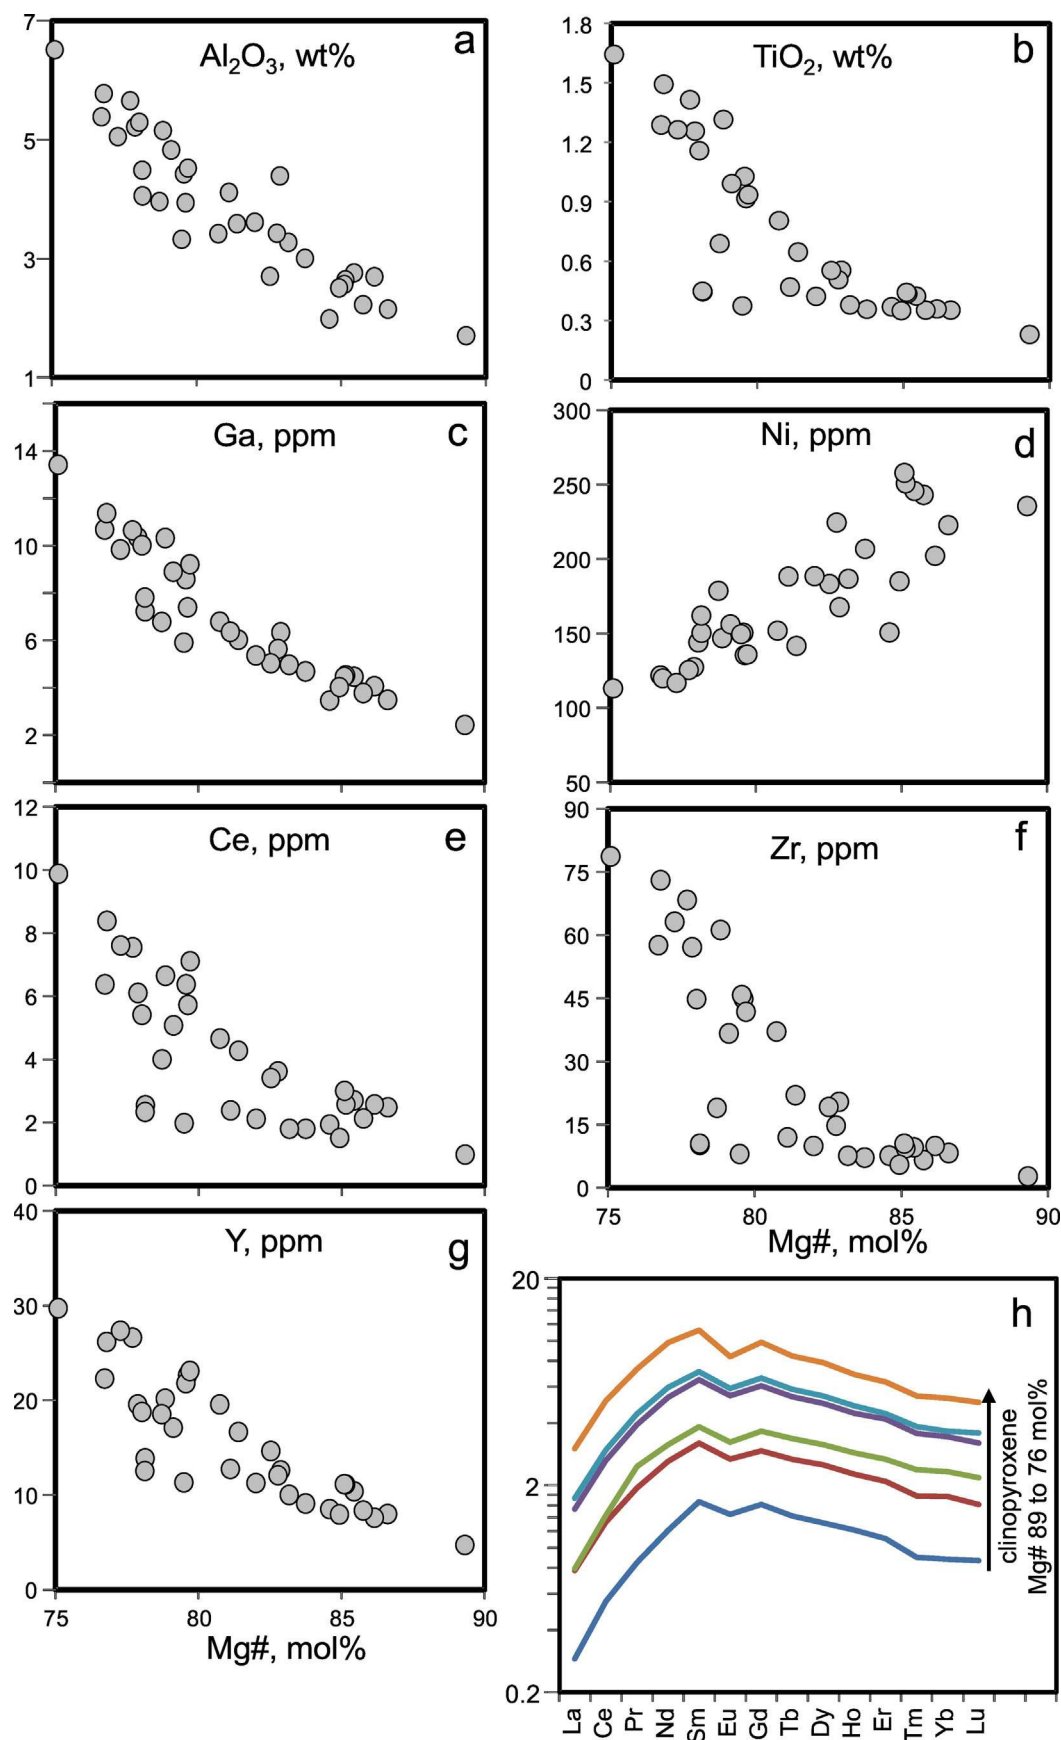 a
Al₂O₃, wt%
7
5
3
1
b
TiO₂, wt%
1.8
1.5
1.2
0.9
0.6
0.3
0
c
Ga, ppm
14
10
6
2
d
Ni, ppm
300
250
200
150
100
50
e
Ce, ppm
12
10
8
6
4
2
0
f
Zr, ppm
90
75
60
45
30
15
0
75 80 85 90
Mg#, mol%
g
Y, ppm
40
30
20
10
0
75 80 85 90
Mg#, mol%
h
20
2
0.2
clinopyroxene
Mg# 89 to 76 mol%
La Ce Pr Nd Sm Eu Gd Tb Dy Ho Er Tm Yb Lu